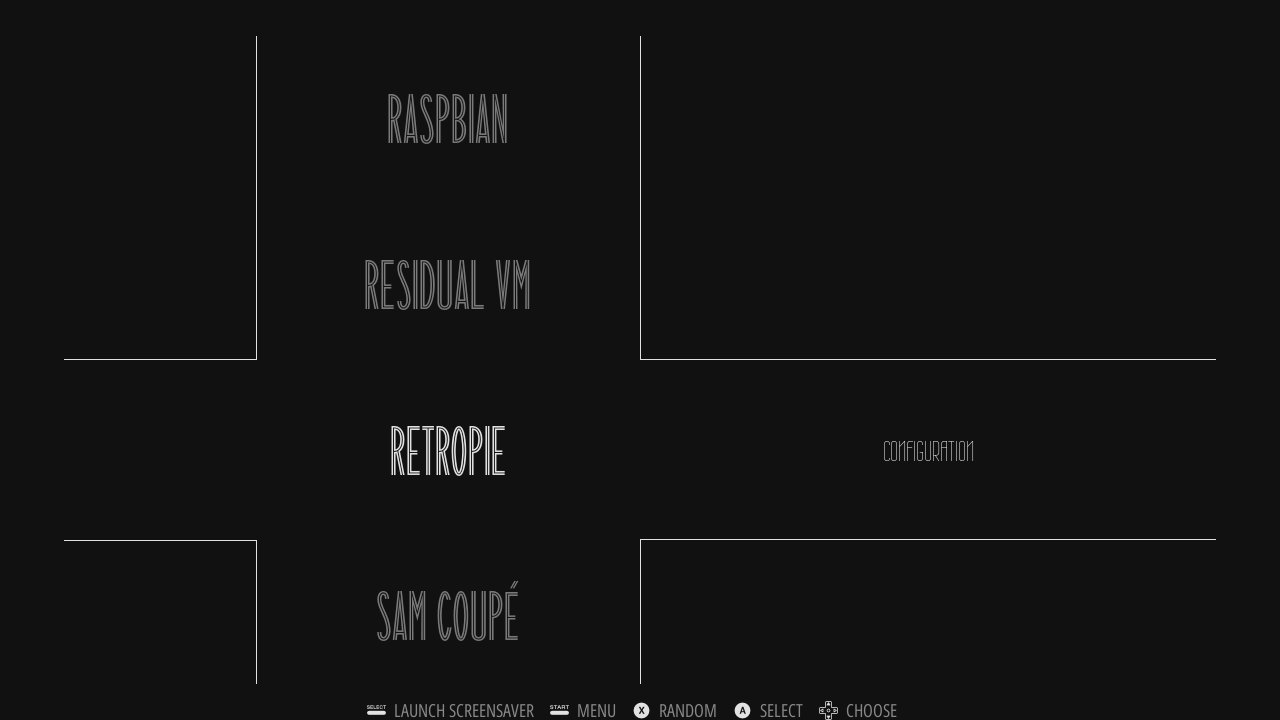 RASPBIAN
RESIDUAL VM
RETROPIE
CONFIGURATION
SAM COUPÉ
SELECT LAUNCH SCREENSAVER START MENU X RANDOM A SELECT CHOOSE